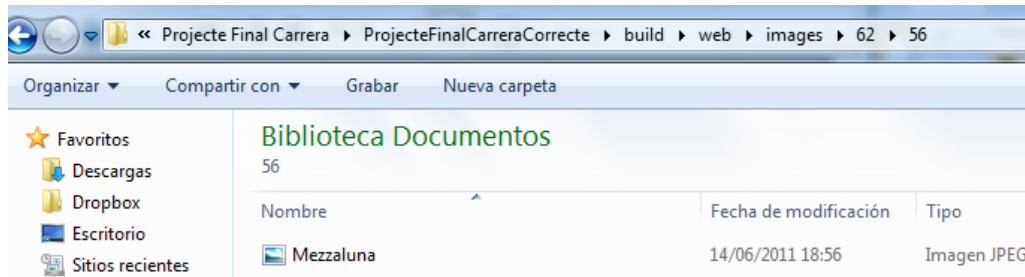 « Projecte Final Carrera ▸ ProjecteFinalCarreraCorrecte ▸ build ▸ web ▸ images ▸ 62 ▸ 56
Organizar ▾ Compartir con ▾ Grabar Nueva carpeta
Favoritos
Descargas
Dropbox
Escritorio
Sitios recientes
Biblioteca Documentos
56
Nombre Fecha de modificación Tipo
Mezzaluna 14/06/2011 18:56 Imagen JPEG